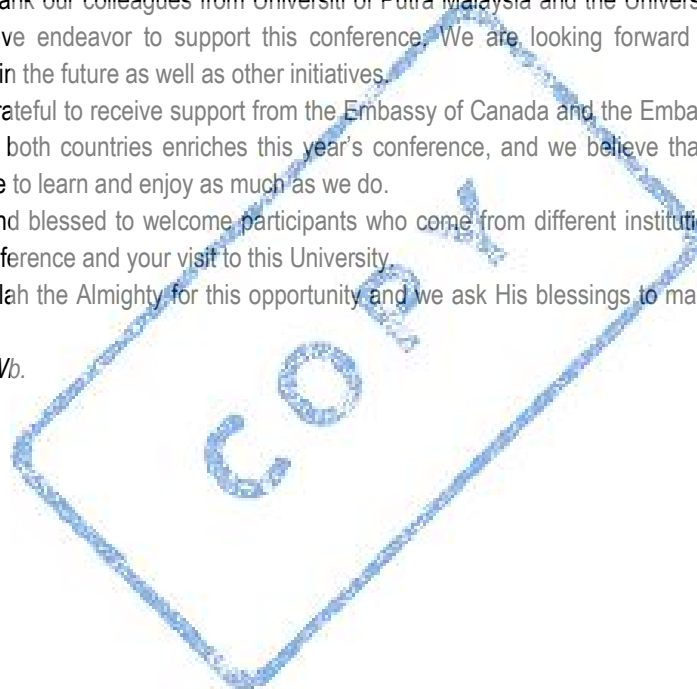 ank our colleagues from Universiti of Putra Malaysia and the Univers
ve endeavor to support this conference. We are looking forward
in the future as well as other initiatives.
rateful to receive support from the Embassy of Canada and the Emba
both countries enriches this year's conference, and we believe tha
e to learn and enjoy as much as we do.
nd blessed to welcome participants who come from different instituti
ference and your visit to this University.
lah the Almighty for this opportunity and we ask His blessings to ma
Wb.
COPY